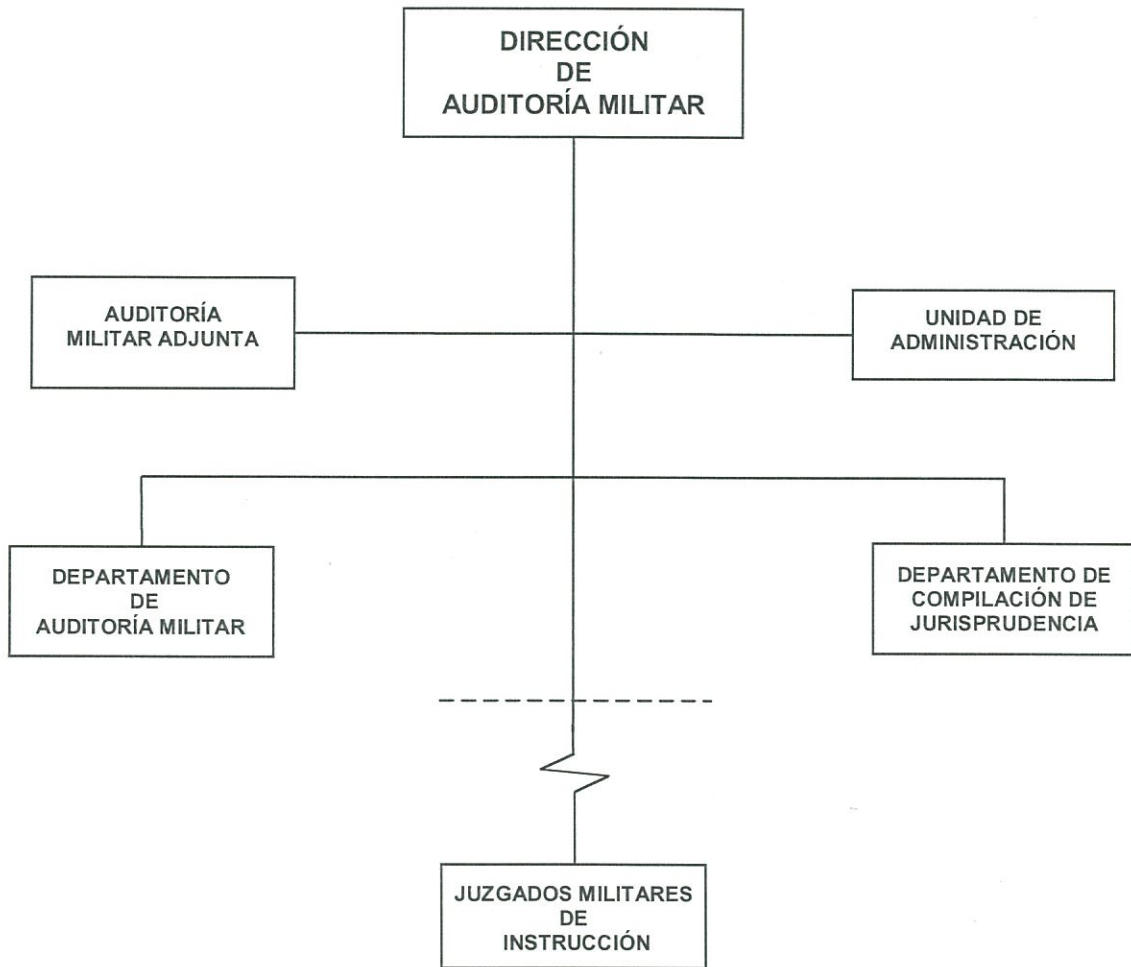 DIRECCIÓN
DE
AUDITORÍA MILITAR
AUDITORÍA
MILITAR ADJUNTA
UNIDAD DE
ADMINISTRACIÓN
DEPARTAMENTO
DE
AUDITORÍA MILITAR
DEPARTAMENTO DE
COMPILACIÓN DE
JURISPRUDENCIA
JUZGADOS MILITARES
DE
INSTRUCCIÓN